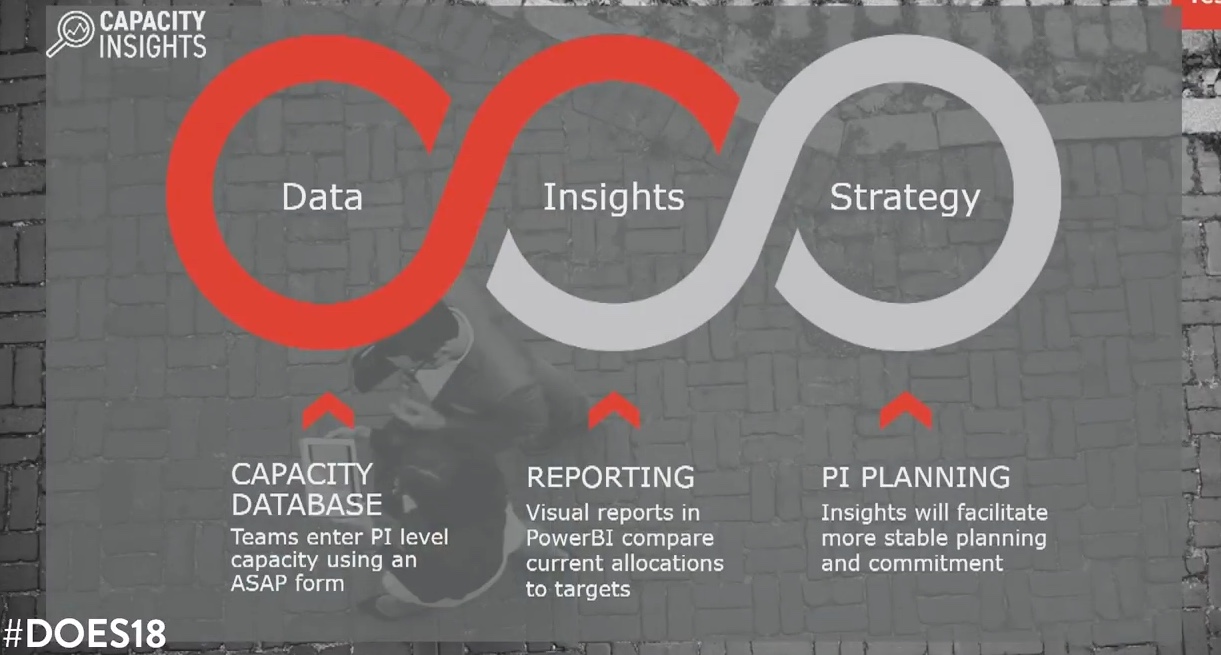 CAPACITY
INSIGHTS
Data
Insights
Strategy
CAPACITY
DATABASE
Teams enter PI level
capacity using an
ASAP form
REPORTING
Visual reports in
PowerBI compare
current allocations
to targets
PI PLANNING
Insights will facilitate
more stable planning
and commitment
#DOES18